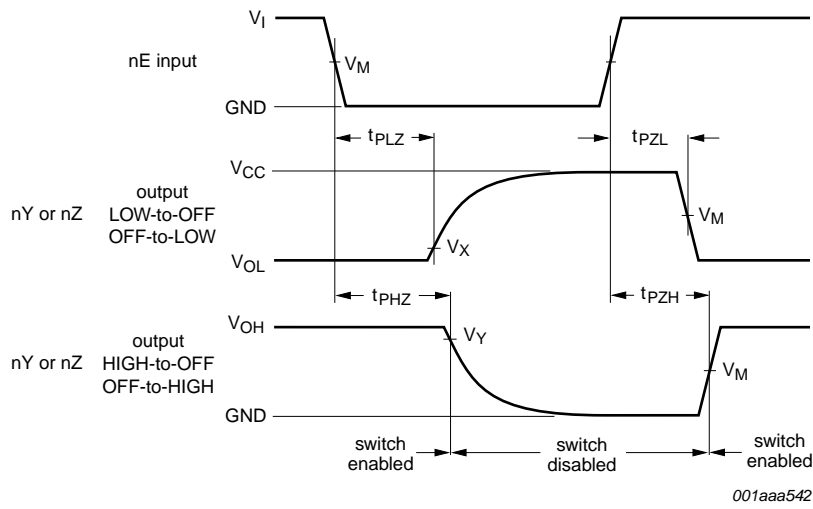 VI
nE input
VM
GND
tPLZ
tPZL
VCC
output
nY or nZ
LOW-to-OFF
OFF-to-LOW
VM
VX
VOL
tPHZ
tPZH
VOH
VY
output
nY or nZ
HIGH-to-OFF
OFF-to-HIGH
VM
GND
switch
enabled
switch
disabled
switch
enabled
001aaa542